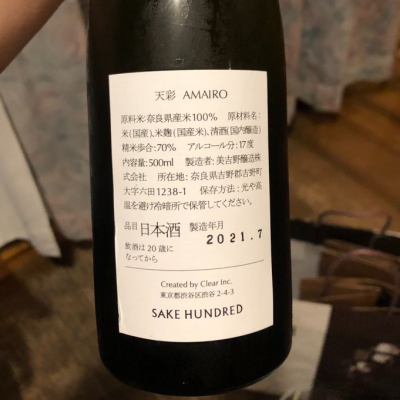 天彩 AMAIRO
原料米:奈良県産米100% 原材料名:
米(国産)、米麹(国産米)、清酒(国内醸造)
精米歩合:70% アルコール分:17度
内容量:500ml 製造者:美吉野醸造株
式会社 所在地:奈良県吉野郡吉野町
大字六田1238-1 保存方法:光や高
温を避け冷暗所で保管してください。
品目 日本酒 製造年月 2021.7
飲酒は20歳に
なってから
Created by Clear Inc.
東京都渋谷区渋谷 2-4-3
SAKE HUNDRED